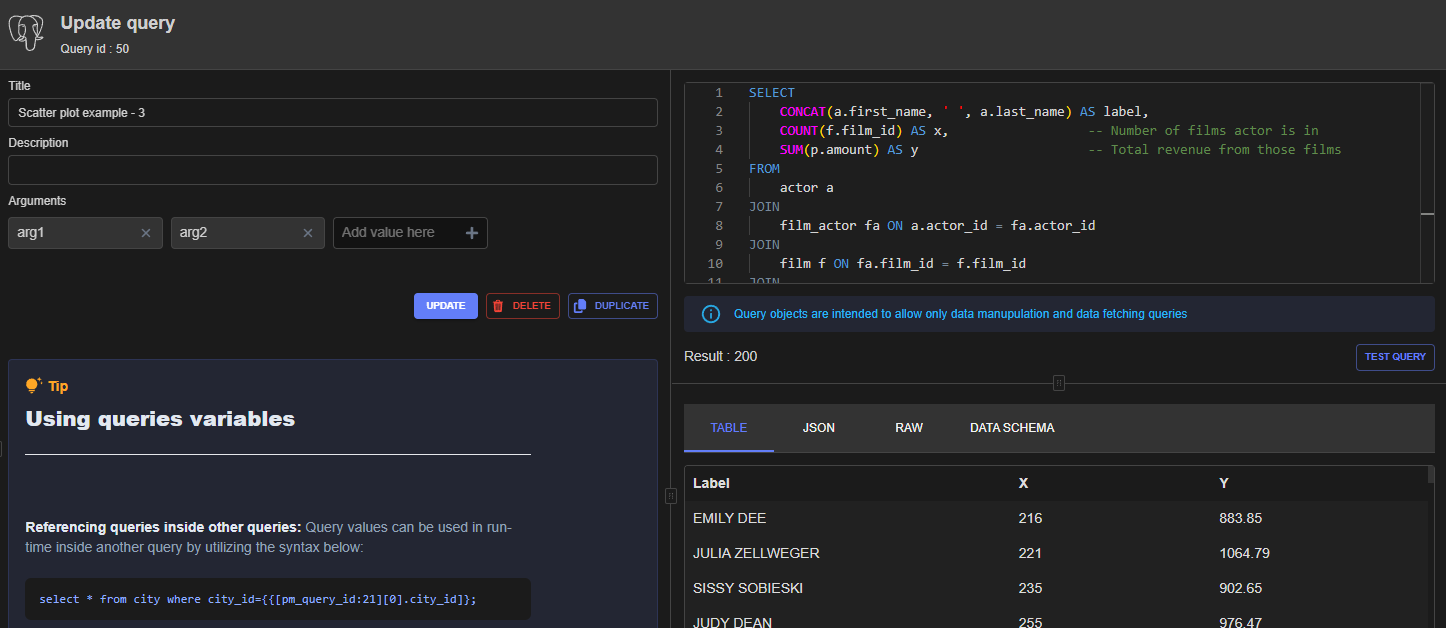 Update query
Query id : 50
Title
Scatter plot example - 3
Description
Arguments
arg1
arg2
Add value here
UPDATE
DELETE
DUPLICATE
Tip
Using queries variables
Referencing queries inside other queries: Query values can be used in run-
time inside another query by utilizing the syntax below:
select * from city where city_id={{[pm_query_id:21][0].city_id]};
1 SELECT
2 CONCAT(a.first_name, ' ', a.last_name) AS label,
3 COUNT(f.film_id) AS x, -- Number of films actor is in
4 SUM(p.amount) AS y -- Total revenue from those films
5 FROM
6 actor a
7 JOIN
8 film_actor fa ON a.actor_id = fa.actor_id
9 JOIN
10 film f ON fa.film_id = f.film_id
11 JOIN
Query objects are intended to allow only data manupulation and data fetching queries
Result : 200
TEST QUERY
TABLE JSON RAW DATA SCHEMA
Label X Y
EMILY DEE 216 883.85
JULIA ZELLWEGER 221 1064.79
SISSY SOBIESKI 235 902.65
JUDY DEAN 255 976.47